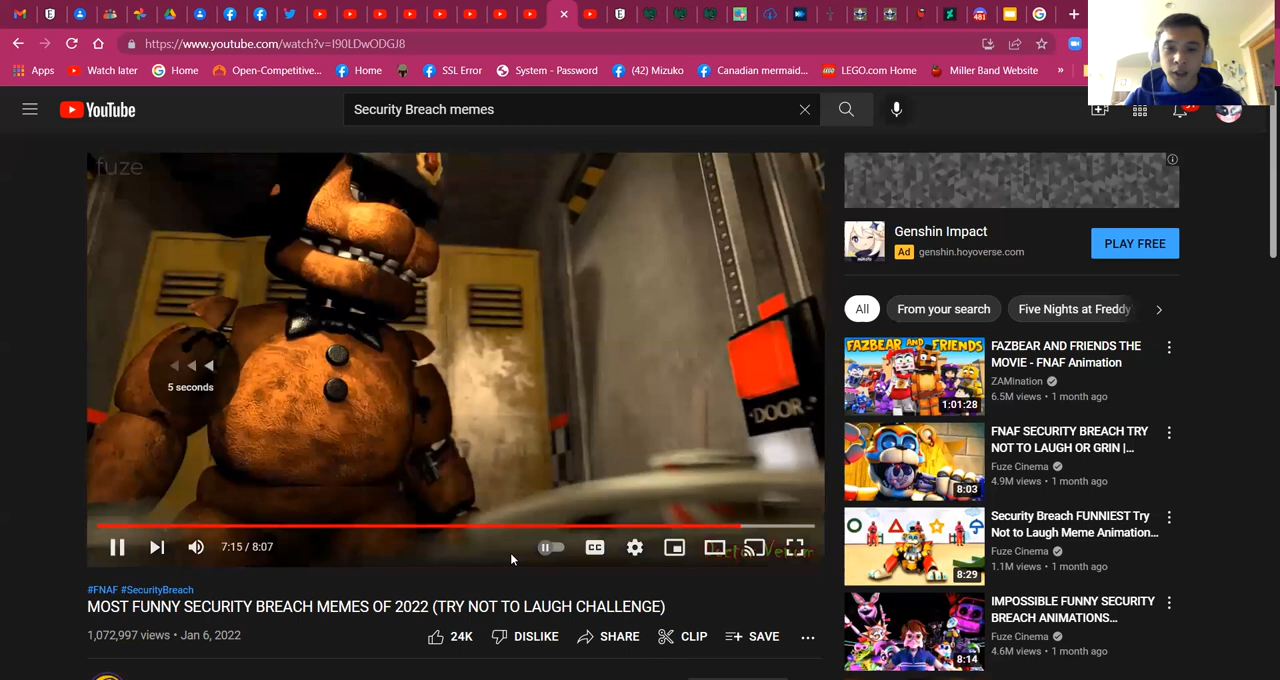 481
https://www.youtube.com/watch?v=I90LDwODGJ8
Apps
Watch later
Home
Open-Competitive...
Home
SSL Error
System - Password
(42) Mizuko
Canadian mermaid...
LEGO.com Home
Miller Band Website
»
YouTube
Security Breach memes
fuze
5 seconds
DOOR
7:15 / 8:07
CC
#FNAF #SecurityBreach
MOST FUNNY SECURITY BREACH MEMES OF 2022 (TRY NOT TO LAUGH CHALLENGE)
1,072,997 views • Jan 6, 2022
24K
DISLIKE
SHARE
CLIP
SAVE
Genshin Impact
Ad genshin.hoyoverse.com
PLAY FREE
All
From your search
Five Nights at Freddy
FAZBEAR AND FRIENDS
1:01:28
FAZBEAR AND FRIENDS THE
MOVIE - FNAF Animation
ZAMination
6.5M views • 1 month ago
8:03
FNAF SECURITY BREACH TRY
NOT TO LAUGH OR GRIN |...
Fuze Cinema
4.9M views • 1 month ago
8:29
Security Breach FUNNIEST Try
Not to Laugh Meme Animation...
Fuze Cinema
1.1M views • 1 month ago
8:14
IMPOSSIBLE FUNNY SECURITY
BREACH ANIMATIONS...
Fuze Cinema
4.6M views • 1 month ago